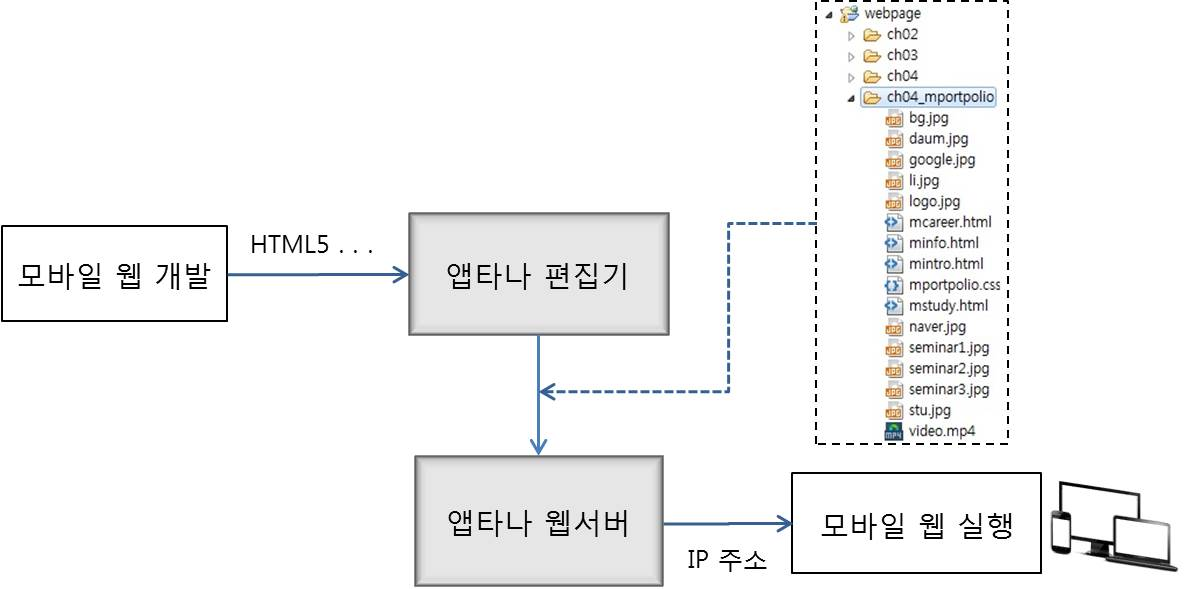 webpage
ch02
ch03
ch04
ch04_mportpolio
bg.jpg
daum.jpg
google.jpg
li.jpg
logo.jpg
mcareer.html
minfo.html
mintro.html
mportpolio.css
mstudy.html
naver.jpg
seminar1.jpg
seminar2.jpg
seminar3.jpg
stu.jpg
video.mp4
모바일 웹 개발
HTML5 . . .
앱타나 편집기
앱타나 웹서버
IP 주소
모바일 웹 실행